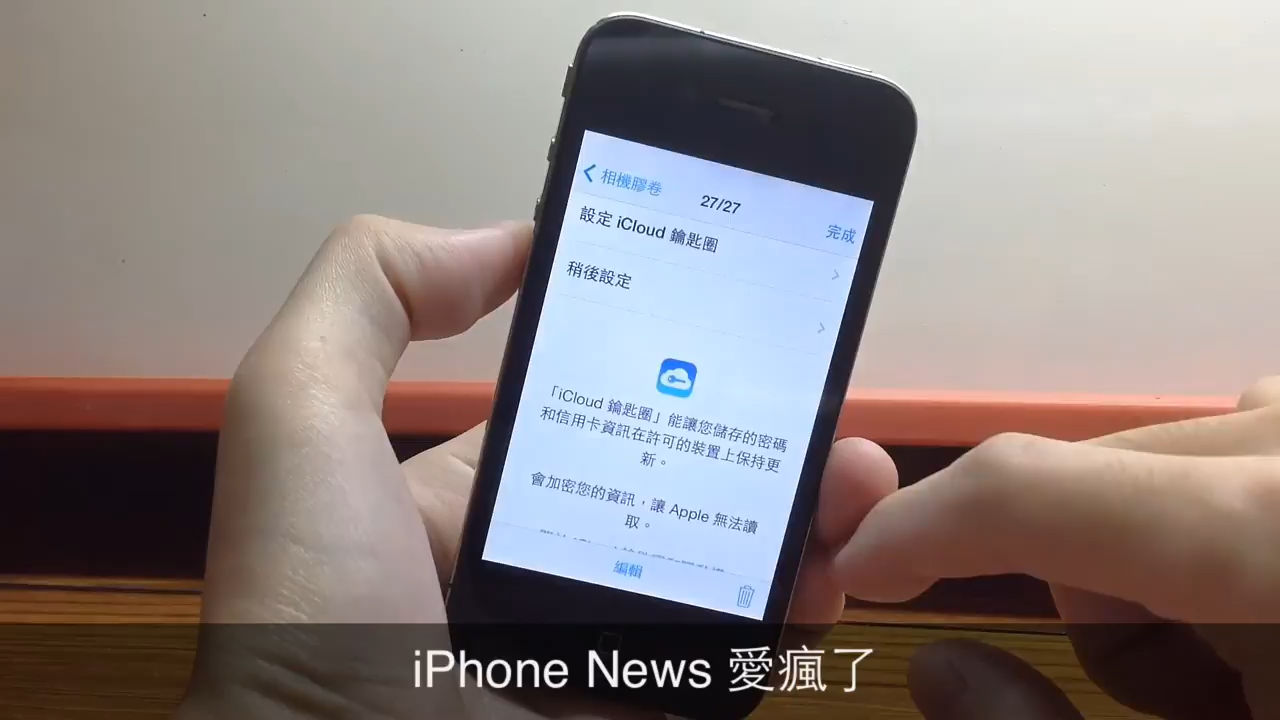 相機膠卷
27/27
完成
設定 iCloud 鑰匙圈
稍後設定
「iCloud 鑰匙圈」能讓您儲存的密碼
和信用卡資訊在許可的裝置上保持更
新。
會加密您的資訊,讓 Apple 無法讀
取。
編輯
iPhone News 愛瘋了